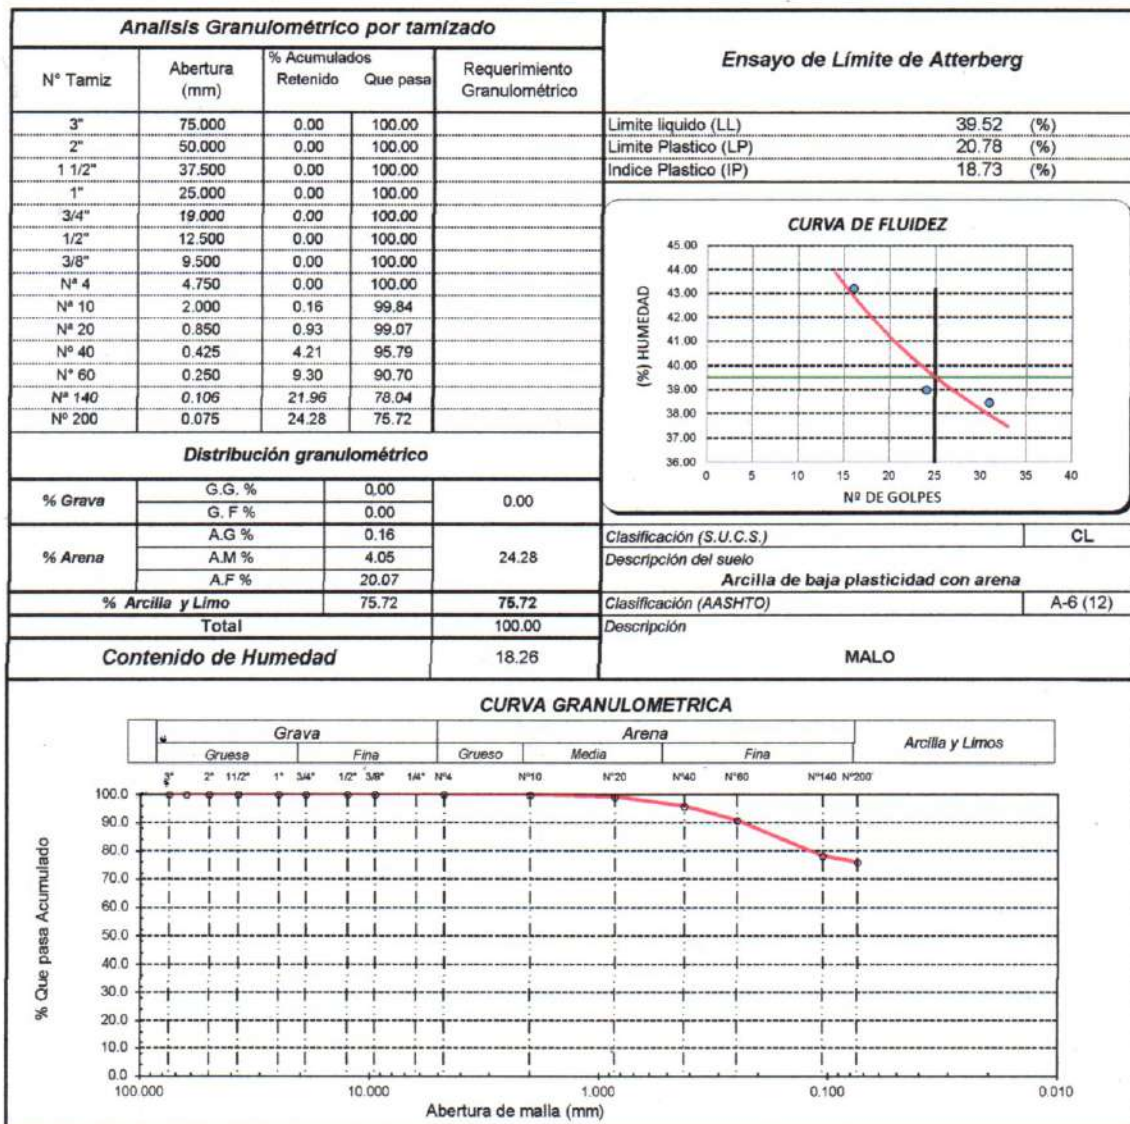 Analisis Granulométrico por tamizado
N° Tamiz Abertura (mm) % Acumulados Retenido Que pasa Requerimiento Granulométrico
3" 75.000 0.00 100.00
2" 50.000 0.00 100.00
1 1/2" 37.500 0.00 100.00
1" 25.000 0.00 100.00
3/4" 19.000 0.00 100.00
1/2" 12.500 0.00 100.00
3/8" 9.500 0.00 100.00
Nª 4 4.750 0.00 100.00
Nª 10 2.000 0.16 99.84
Nª 20 0.850 0.93 99.07
Nº 40 0.425 4.21 95.79
N° 60 0.250 9.30 90.70
Nª 140 0.106 21.96 78.04
Nº 200 0.075 24.28 75.72
Distribución granulométrico
% Grava G.G. % 0.00 0.00
G. F % 0.00
% Arena A.G % 0.16 24.28
A.M % 4.05
A.F % 20.07
% Arcilla y Limo 75.72 75.72
Total 100.00
Contenido de Humedad 18.26
Ensayo de Límite de Atterberg
Limite liquido (LL) 39.52 (%)
Limite Plastico (LP) 20.78 (%)
Indice Plastico (IP) 18.73 (%)
CURVA DE FLUIDEZ
(%) HUMEDAD
45.00
44.00
43.00
42.00
41.00
40.00
39.00
38.00
37.00
36.00
0 5 10 15 20 25 30 35 40
Nº DE GOLPES
Clasificación (S.U.C.S.) CL
Descripción del suelo
Arcilla de baja plasticidad con arena
Clasificación (AASHTO) A-6 (12)
Descripción
MALO
CURVA GRANULOMETRICA
Grava Arena Arcilla y Limos
Gruesa Fina Grueso Media Fina
3" 2" 11/2" 1" 3/4" 1/2" 3/8" 1/4" Nº4 Nº10 N°20 N°40 N°60 N°140 N°200
% Que pasa Acumulado
100.0
90.0
80.0
70.0
60.0
50.0
40.0
30.0
20.0
10.0
0.0
100.000 10.000 1.000 0.100 0.010
Abertura de malla (mm)